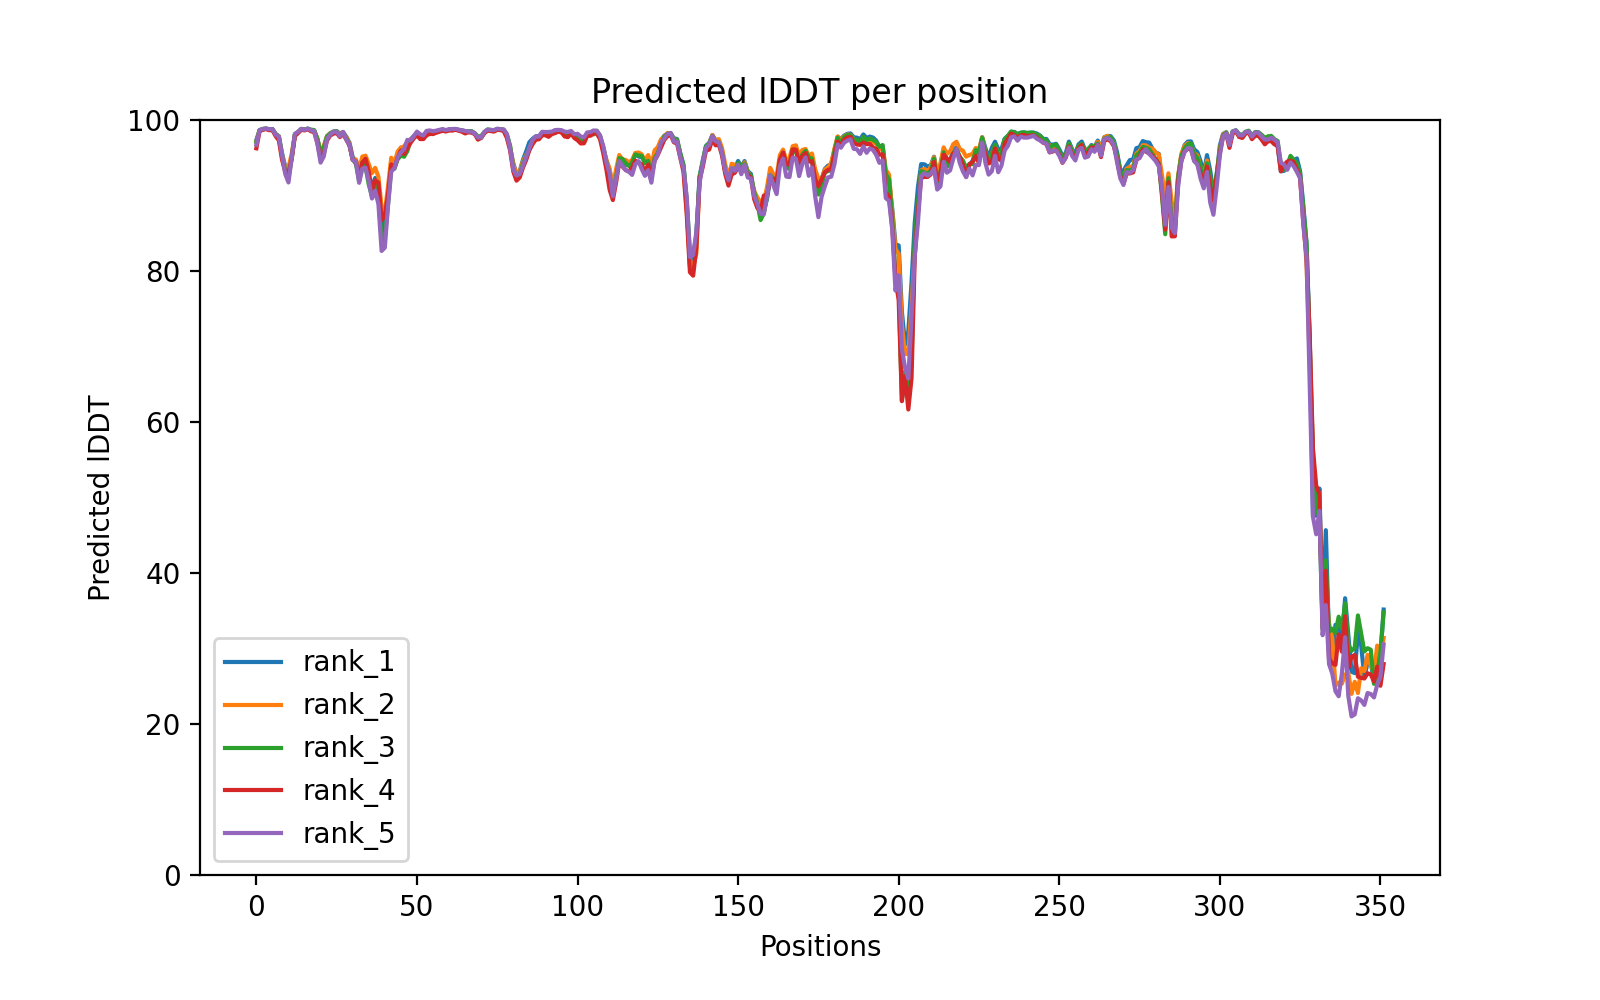 Predicted lDDT per position
100
80
60
40
20
0
Predicted lDDT
rank_1
rank_2
rank_3
rank_4
rank_5
0 50 100 150 200 250 300 350
Positions